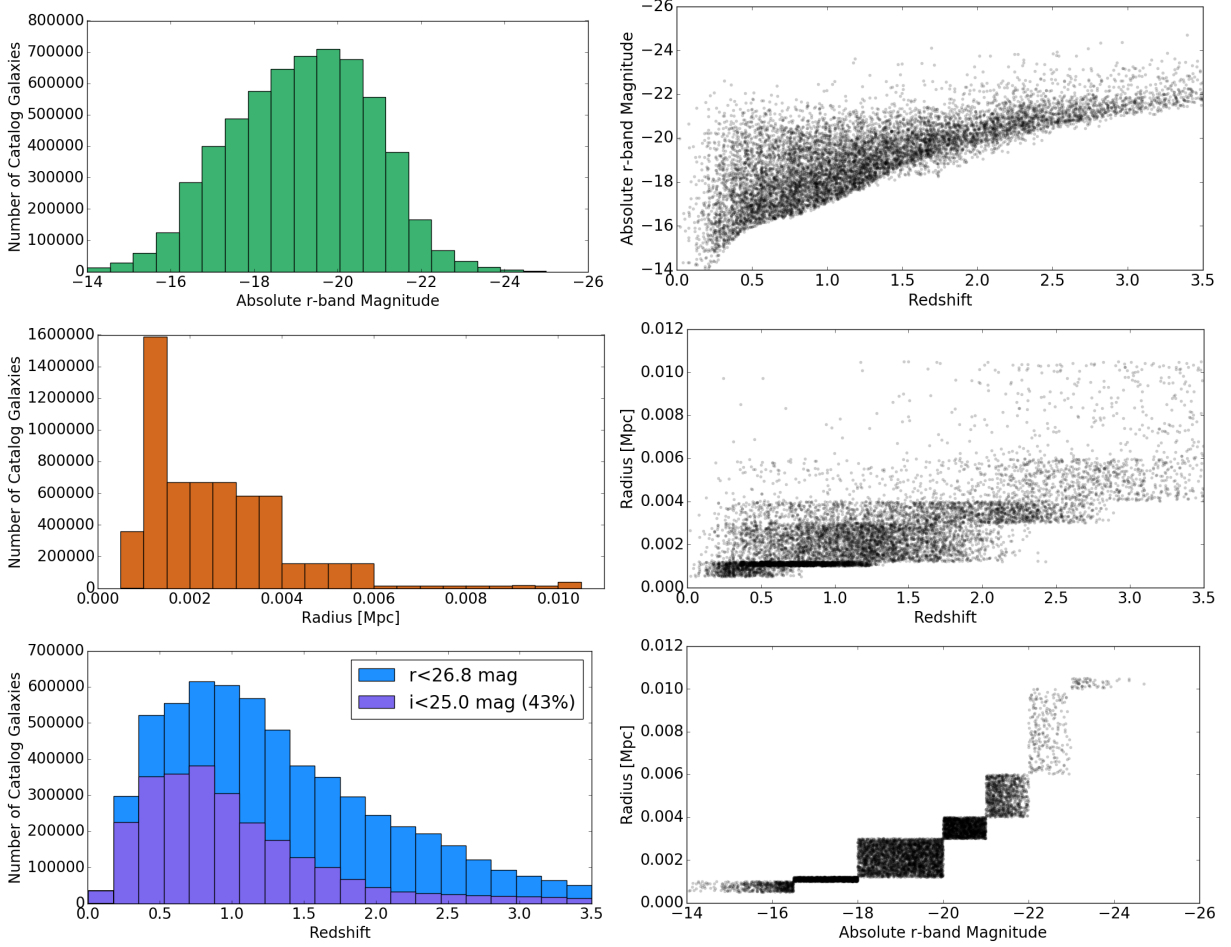 800000
700000
600000
500000
400000
300000
200000
100000
0
−14 −16 −18 −20 −22 −24 −26
Absolute r-band Magnitude
Number of Catalog Galaxies
−26
−24
−22
−20
−18
−16
−14
0.0 0.5 1.0 1.5 2.0 2.5 3.0 3.5
Redshift
Absolute r-band Magnitude
1600000
1400000
1200000
1000000
800000
600000
400000
200000
0
0.000 0.002 0.004 0.006 0.008 0.010
Radius [Mpc]
Number of Catalog Galaxies
0.012
0.010
0.008
0.006
0.004
0.002
0.000
0.0 0.5 1.0 1.5 2.0 2.5 3.0 3.5
Redshift
Radius [Mpc]
700000
600000
500000
400000
300000
200000
100000
0
0.0 0.5 1.0 1.5 2.0 2.5 3.0 3.5
Redshift
Number of Catalog Galaxies
r<26.8 mag
i<25.0 mag (43%)
0.012
0.010
0.008
0.006
0.004
0.002
0.000
−14 −16 −18 −20 −22 −24 −26
Absolute r-band Magnitude
Radius [Mpc]